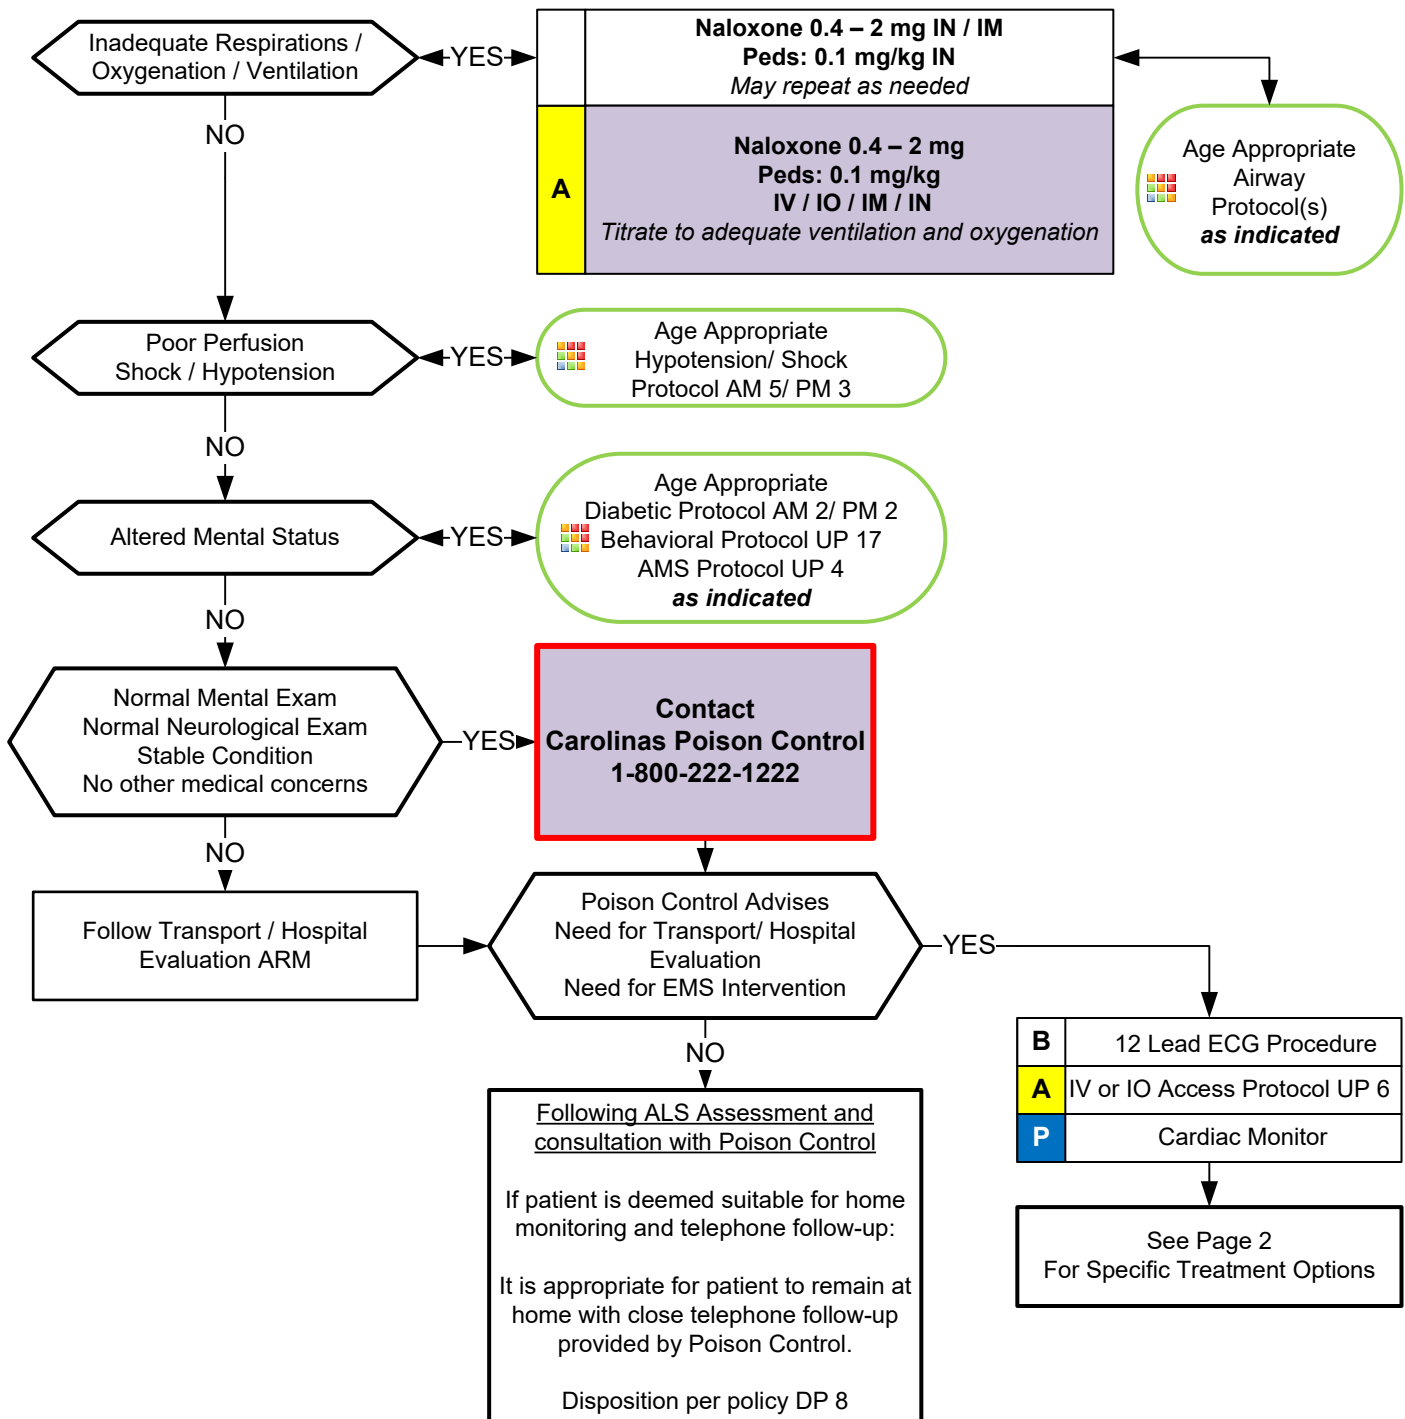 Inadequate Respirations /
Oxygenation / Ventilation
YES
Naloxone 0.4 – 2 mg IN / IM
Peds: 0.1 mg/kg IN
May repeat as needed
A
Naloxone 0.4 – 2 mg
Peds: 0.1 mg/kg
IV / IO / IM / IN
Titrate to adequate ventilation and oxygenation
Age Appropriate
Airway
Protocol(s)
as indicated
NO
Poor Perfusion
Shock / Hypotension
YES
Age Appropriate
Hypotension/ Shock
Protocol AM 5/ PM 3
NO
Altered Mental Status
YES
Age Appropriate
Diabetic Protocol AM 2/ PM 2
Behavioral Protocol UP 17
AMS Protocol UP 4
as indicated
NO
Normal Mental Exam
Normal Neurological Exam
Stable Condition
No other medical concerns
YES
Contact
Carolinas Poison Control
1-800-222-1222
NO
Follow Transport / Hospital
Evaluation ARM
Poison Control Advises
Need for Transport/ Hospital
Evaluation
Need for EMS Intervention
YES
B
12 Lead ECG Procedure
A
IV or IO Access Protocol UP 6
P
Cardiac Monitor
See Page 2
For Specific Treatment Options
NO
Following ALS Assessment and
consultation with Poison Control
If patient is deemed suitable for home
monitoring and telephone follow-up:
It is appropriate for patient to remain at
home with close telephone follow-up
provided by Poison Control.
Disposition per policy DP 8